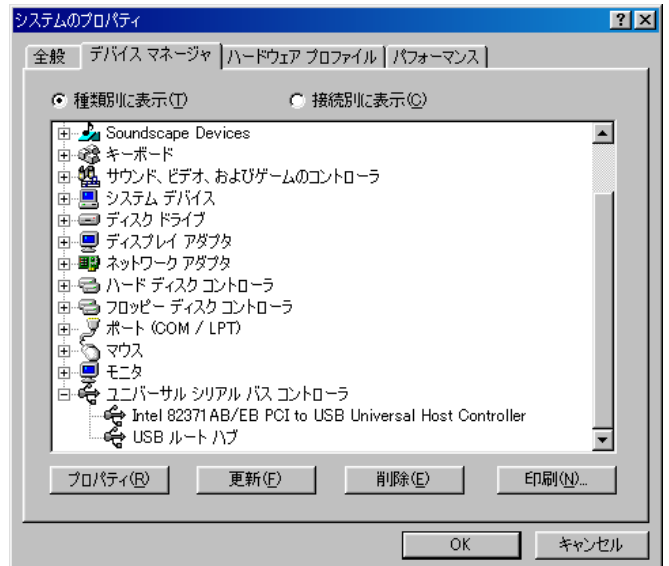 システムのプロパティ
全般 デバイス マネージャ ハードウェア プロファイル パフォーマンス
種類別に表示(T) 接続別に表示(C)
Soundscape Devices
キーボード
サウンド、ビデオ、およびゲームのコントローラ
システム デバイス
ディスク ドライブ
ディスプレイ アダプタ
ネットワーク アダプタ
ハード ディスク コントローラ
フロッピー ディスク コントローラ
ポート (COM / LPT)
マウス
モニタ
ユニバーサル シリアル バス コントローラ
Intel 82371AB/EB PCI to USB Universal Host Controller
USB ルート ハブ
プロパティ(R) 更新(F) 削除(E) 印刷(N)...
OK キャンセル